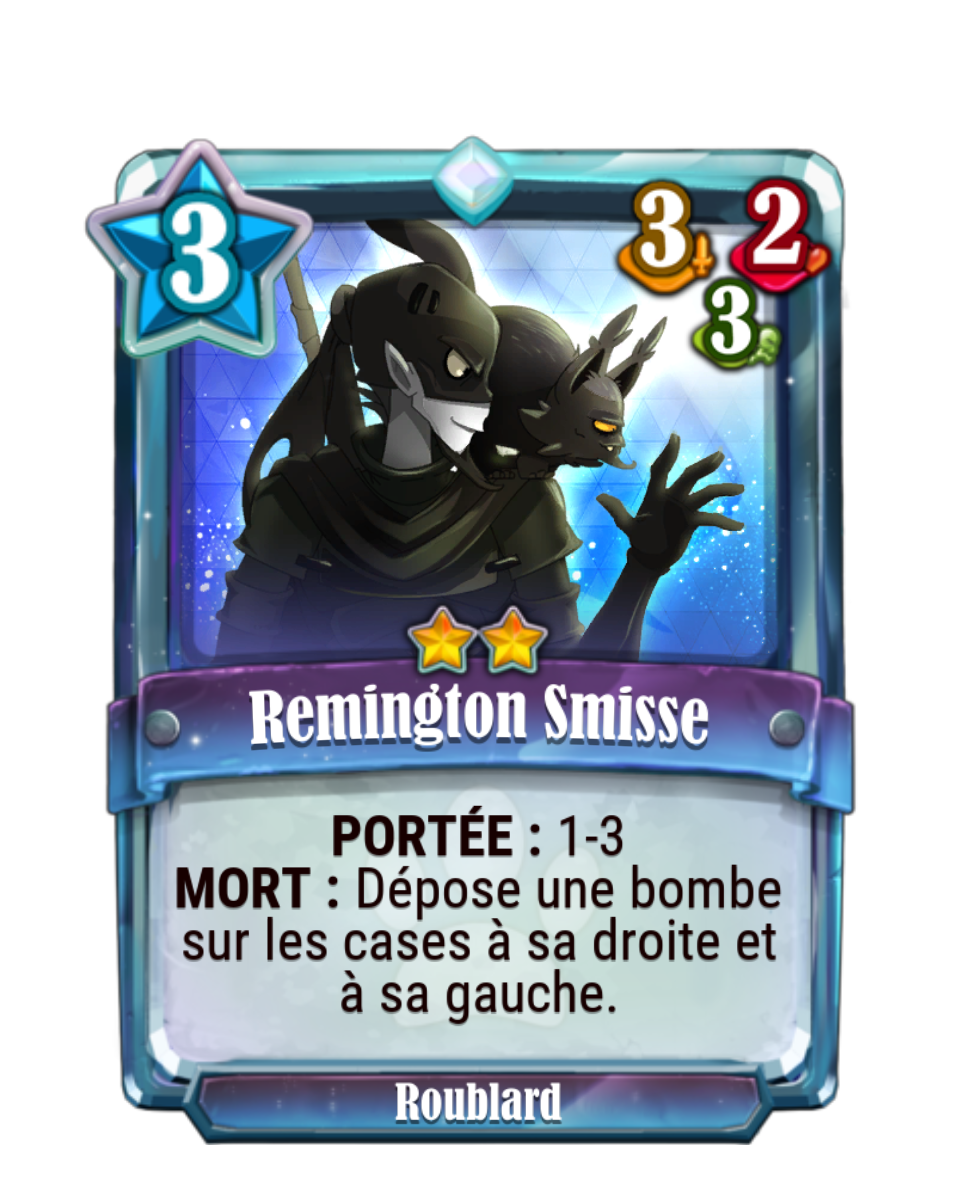 3
3
2
3
Remington Smisse
PORTÉE : 1-3
MORT : Dépose une bombe
sur les cases à sa droite et
à sa gauche.
Roublard